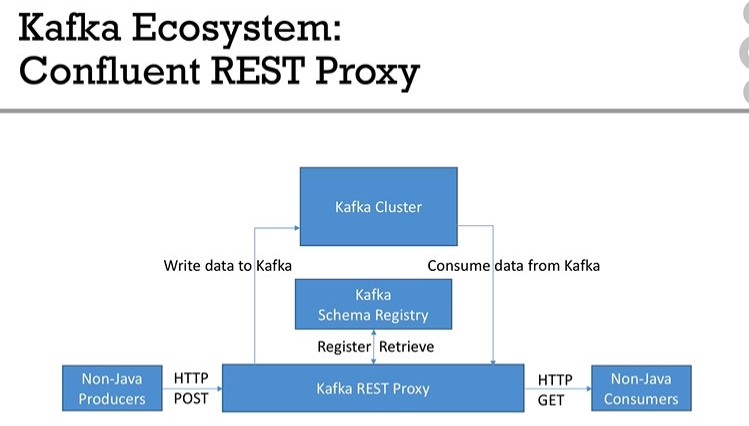 Kafka Ecosystem:
Confluent REST Proxy
Kafka Cluster
Write data to Kafka
Consume data from Kafka
Kafka
Schema Registry
Register Retrieve
Non-Java
Producers
HTTP
POST
Kafka REST Proxy
HTTP
GET
Non-Java
Consumers